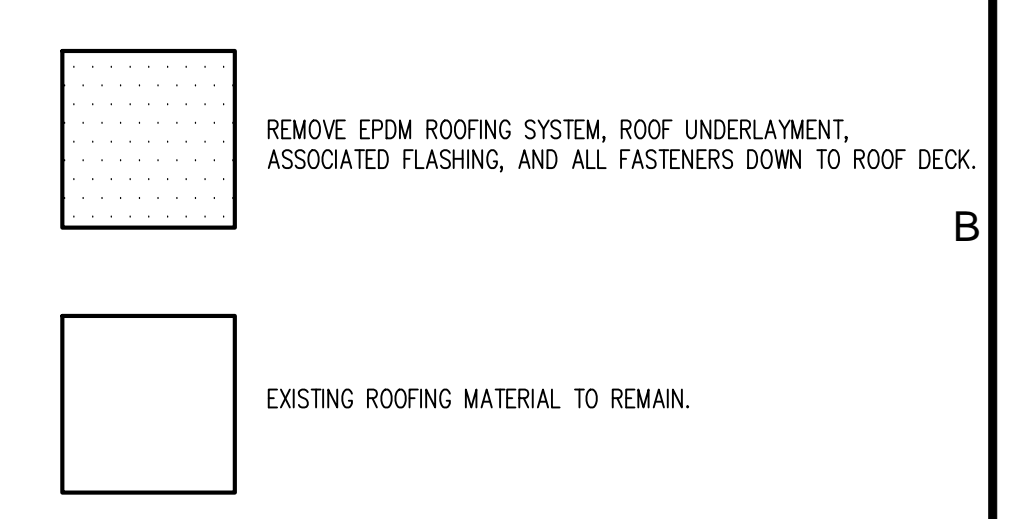 REMOVE EPDM ROOFING SYSTEM, ROOF UNDERLAYMENT,
ASSOCIATED FLASHING, AND ALL FASTENERS DOWN TO ROOF DECK.
B
EXISTING ROOFING MATERIAL TO REMAIN.